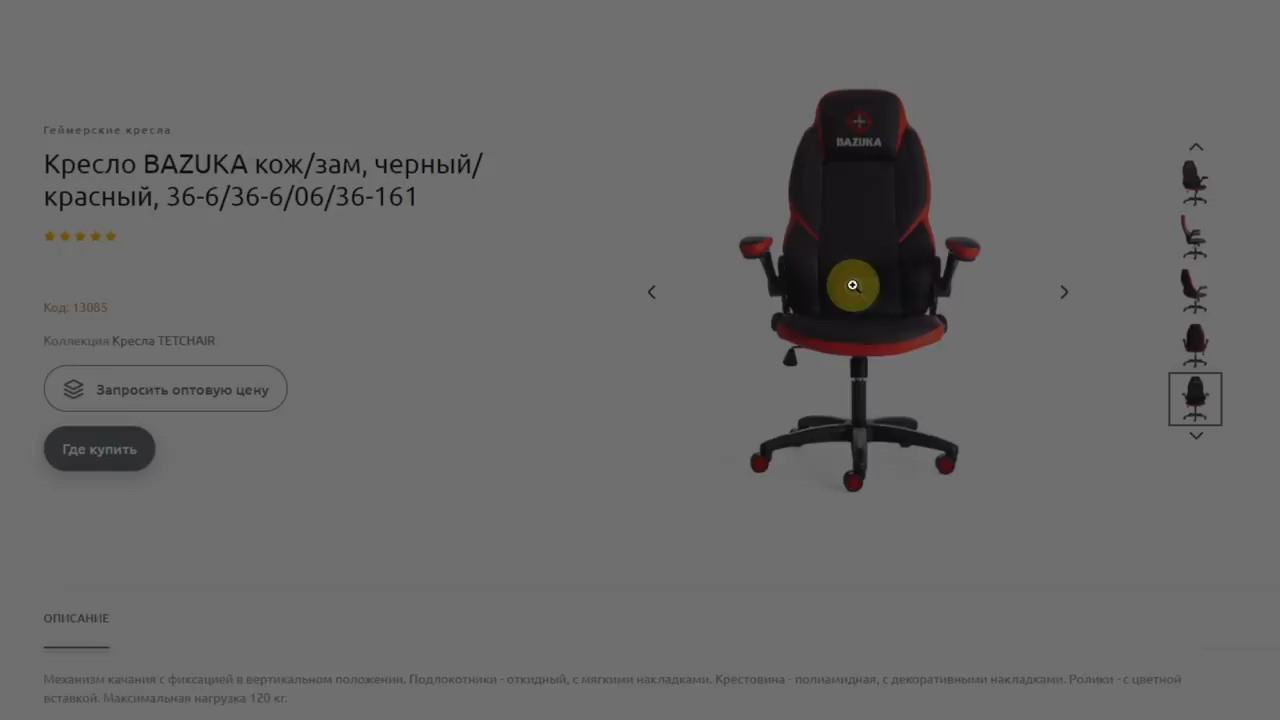 Геймерские кресла
Кресло BAZUKA кож/зам, черный/
красный, 36-6/36-6/06/36-161
Код: 13085
Коллекция Кресла TETCHAIR
Запросить оптовую цену
Где купить
BAZUKA
ОПИСАНИЕ
Механизм качания с фиксацией в вертикальном положении. Подлокотники - откидный, с мягкими накладками. Крестовина - полиамидная, с декоративными накладками. Ролики - с цветной
вставкой. Максимальная нагрузка 120 кг.